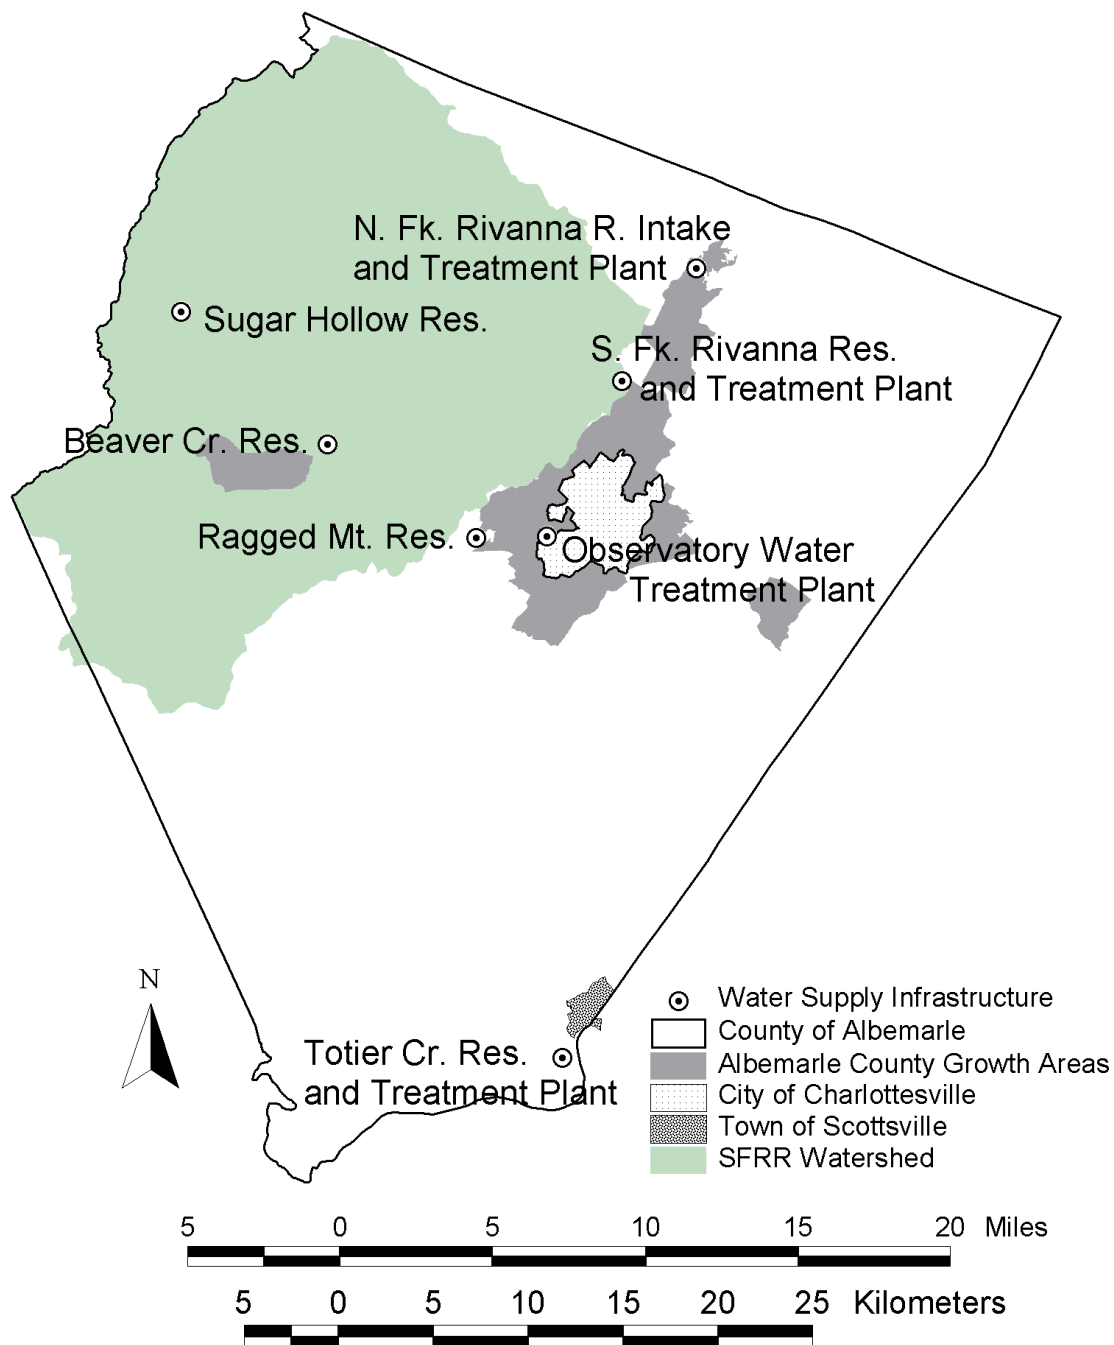 N. Fk. Rivanna R. Intake
and Treatment Plant
Sugar Hollow Res.
S. Fk. Rivanna Res.
and Treatment Plant
Beaver Cr. Res.
Ragged Mt. Res.
Observatory Water
Treatment Plant
N
Totier Cr. Res.
and Treatment Plant
Water Supply Infrastructure
County of Albemarle
Albemarle County Growth Areas
City of Charlottesville
Town of Scottsville
SFRR Watershed
5 0 5 10 15 20 Miles
5 0 5 10 15 20 25 Kilometers